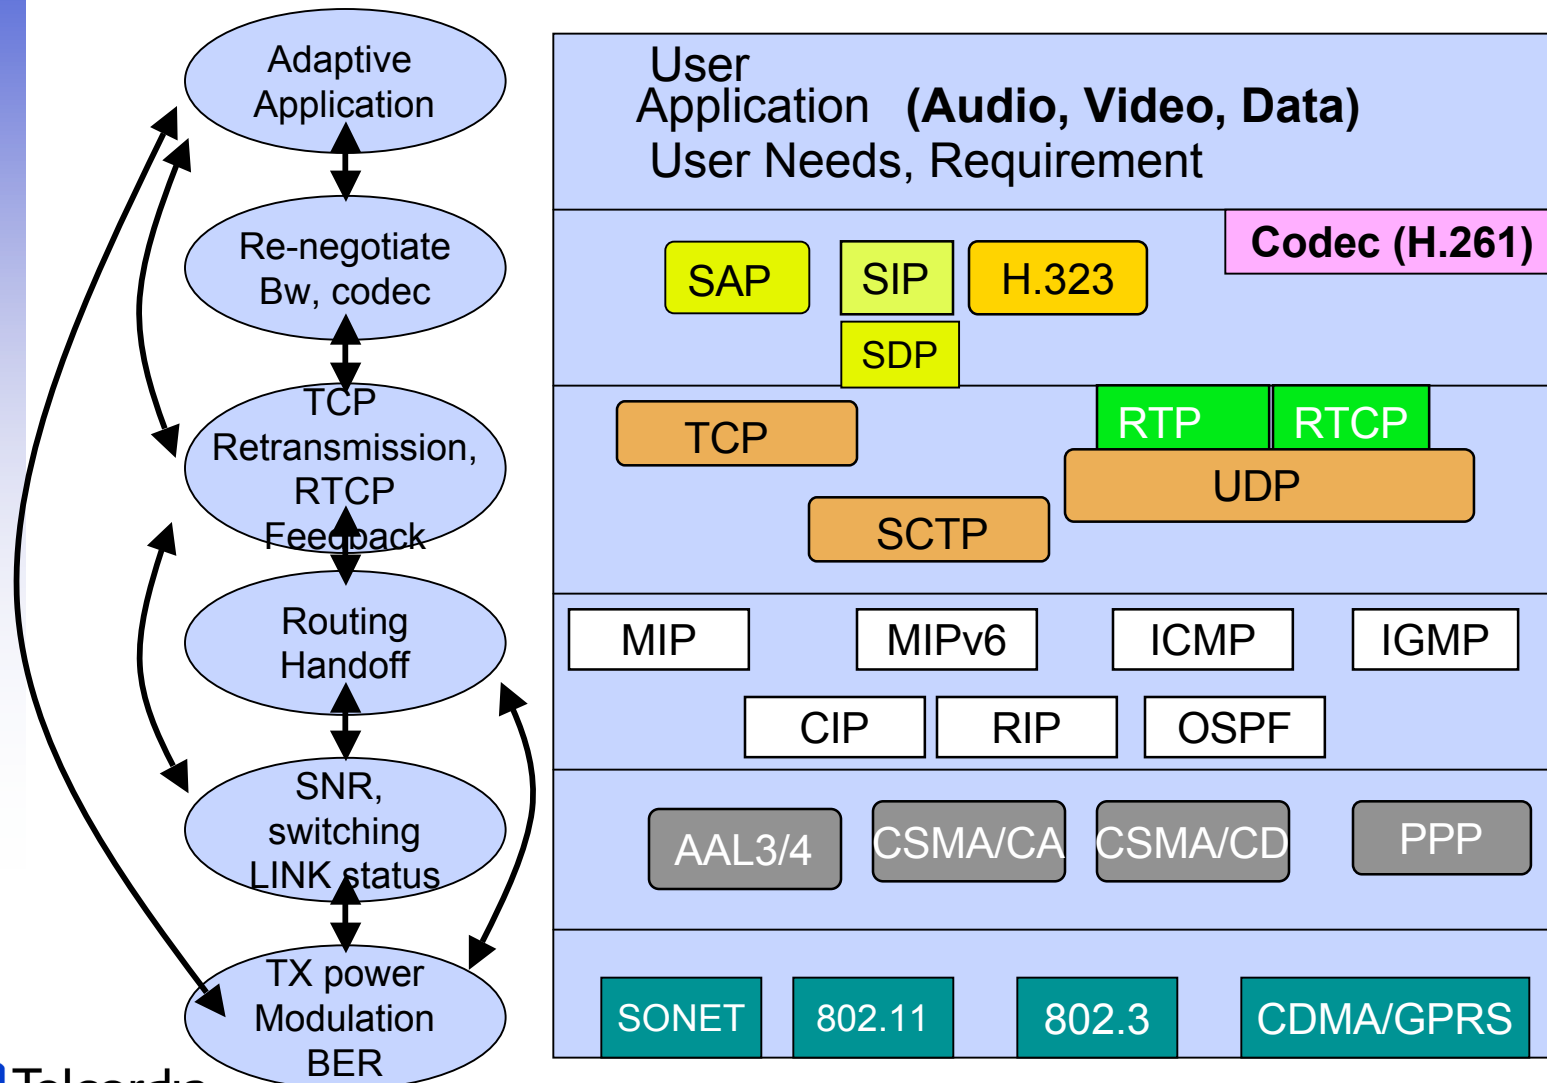 Adaptive
Application
Re-negotiate
Bw, codec
TCP
Retransmission,
RTCP
Feedback
Routing
Handoff
SNR,
switching
LINK status
TX power
Modulation
BER
User
Application (Audio, Video, Data)
User Needs, Requirement
Codec (H.261)
SAP
SIP
H.323
SDP
TCP
RTP
RTCP
UDP
SCTP
MIP
MIPv6
ICMP
IGMP
CIP
RIP
OSPF
AAL3/4
CSMA/CA
CSMA/CD
PPP
SONET
802.11
802.3
CDMA/GPRS
Telcordia